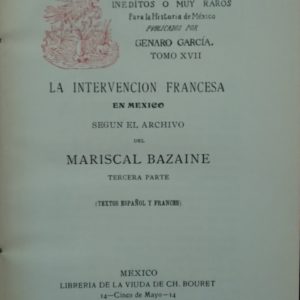 INEDITOS O MUY RAROS
Para la Historia de México
PUBLICADOS POR
GENARO GARCÍA.
TOMO XVII
LA INTERVENCION FRANCESA
EN MEXICO
SEGUN EL ARCHIVO
DEL
MARISCAL BAZAINE
TERCERA PARTE
(TEXTOS ESPAÑOL Y FRANCES)
MEXICO
LIBRERIA DE LA VIUDA DE CH. BOURET
14—Cinco de Mayo—14